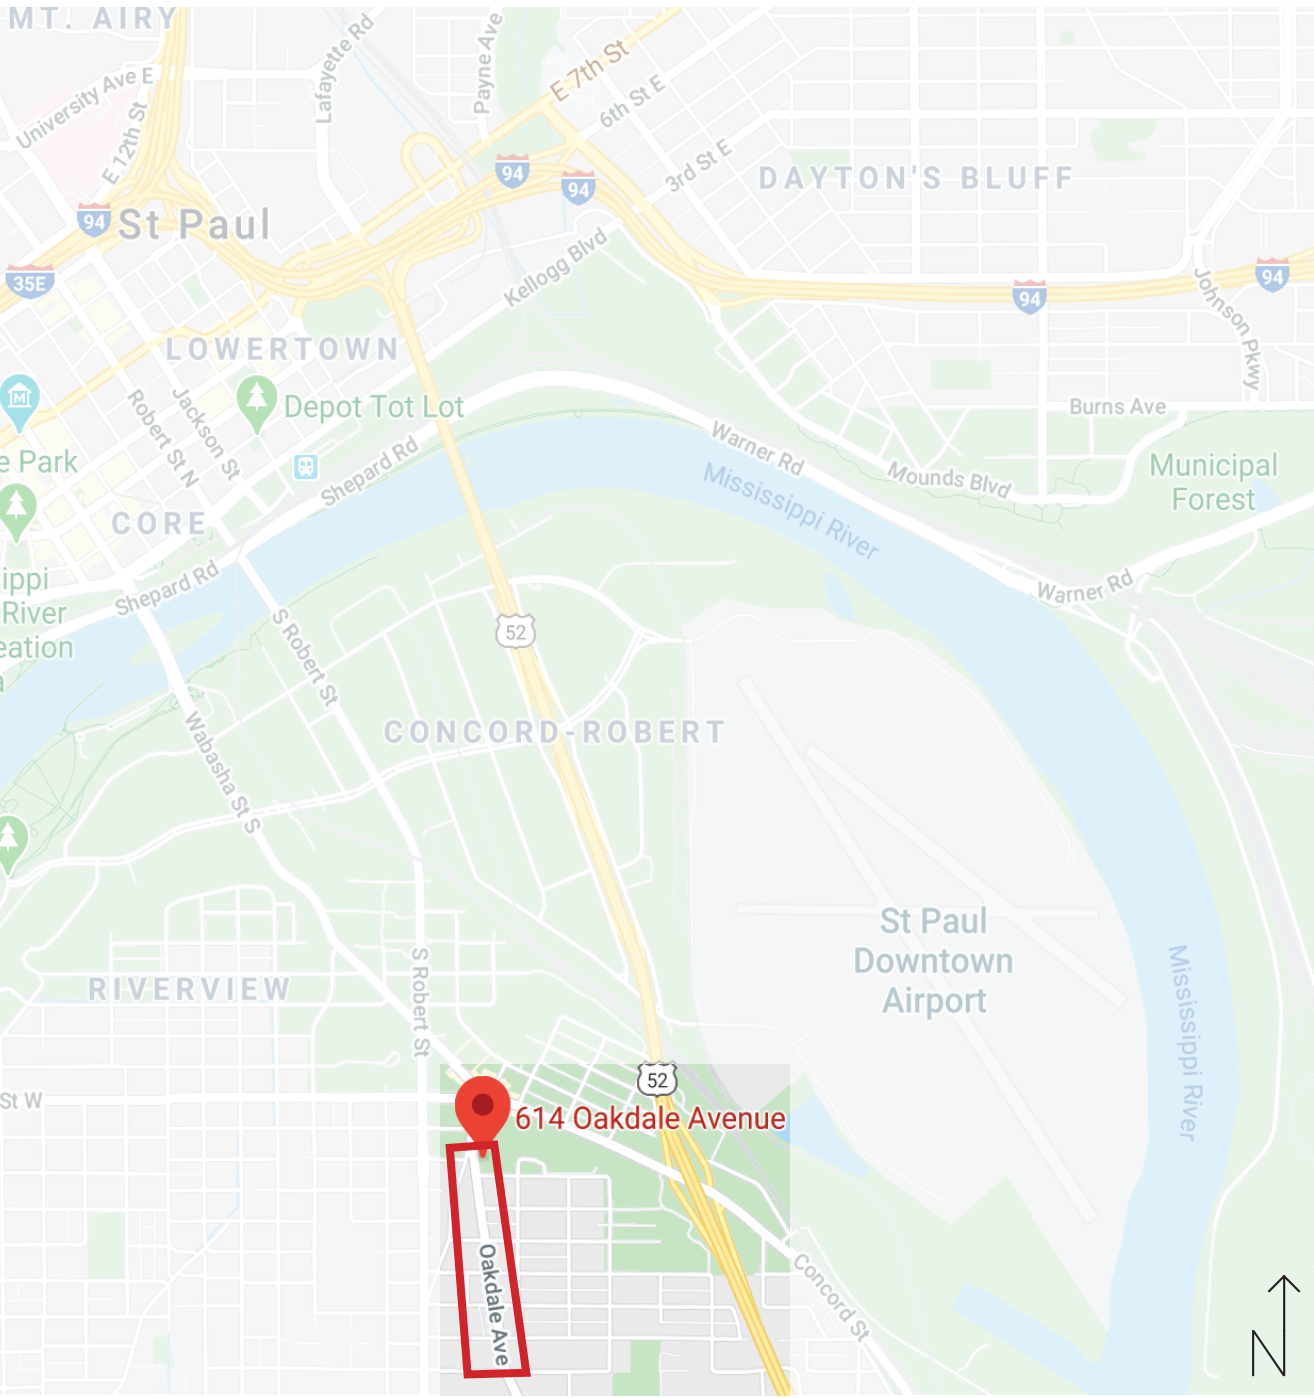 MT. AIRY
Lafayette Rd
Payne Ave
E 7th St
University Ave E
6th St E
E 12th St
3rd St E
94
94
DAYTON'S BLUFF
94
St Paul
Kellogg Blvd
35E
94
94
Johnson Pkwy
LOWERTOWN
Robert St N
Jackson St
Depot Tot Lot
Burns Ave
M
e Park
Shepard Rd
Warner Rd
Mounds Blvd
Municipal
Forest
Mississippi River
CORE
ippi
River
eation
a
Shepard Rd
Warner Rd
S Robert St
52
CONCORD-ROBERT
Wabasha St S
St Paul
Downtown
Airport
S Robert St
RIVERVIEW
Mississippi River
St W
52
614 Oakdale Avenue
Oakdale Ave
Concord St
N